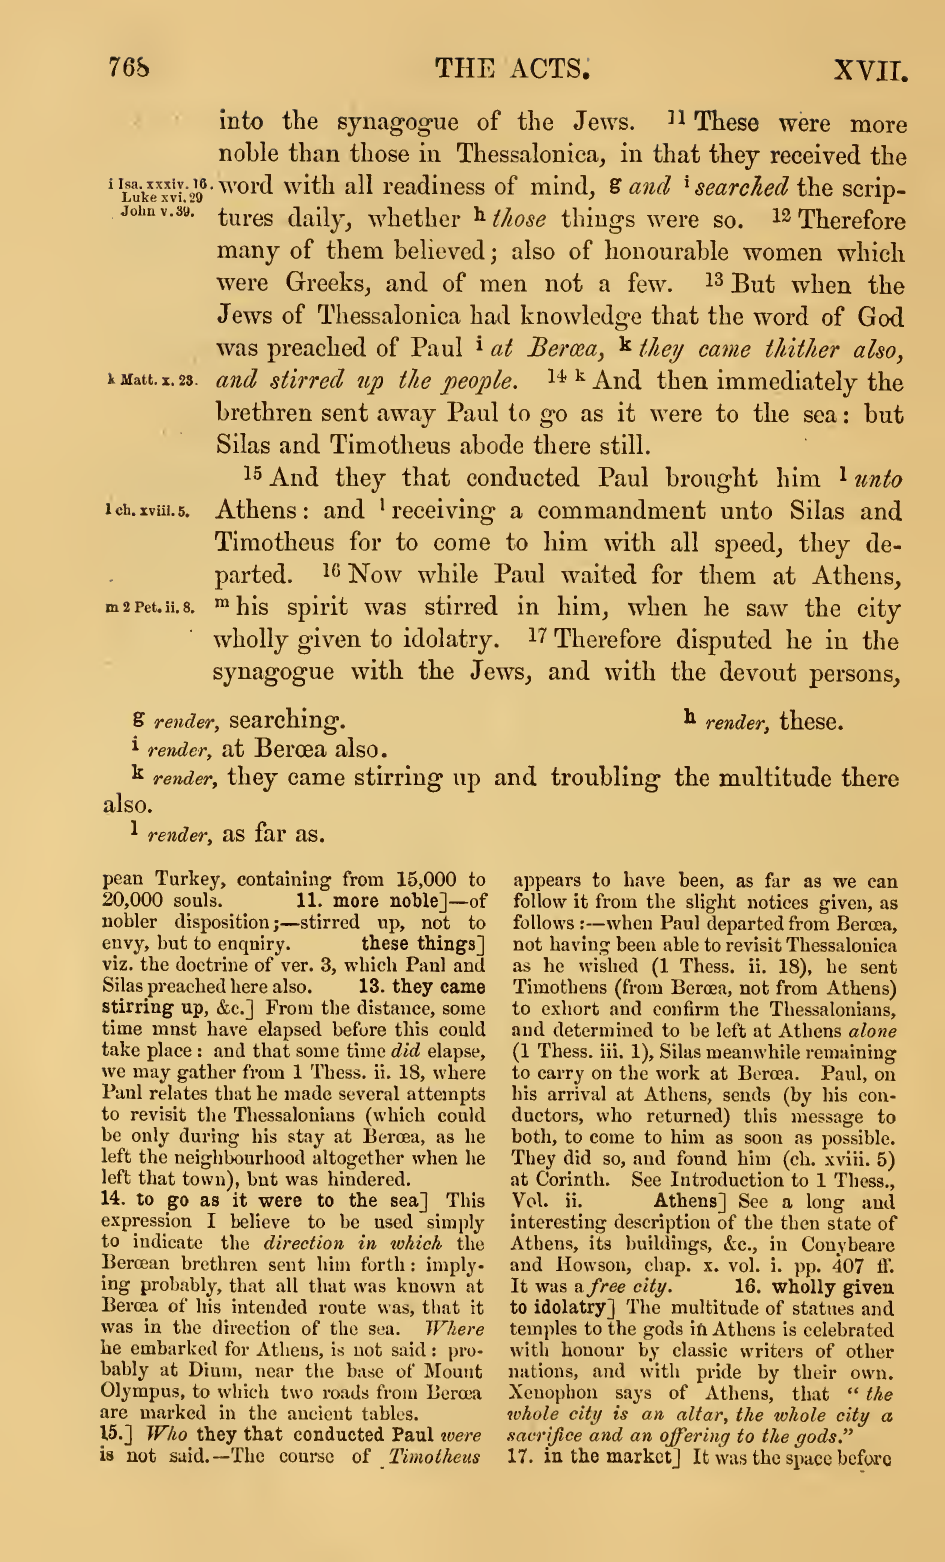 768 THE ACTS. XVII.
into the synagogue of the Jews. 11 These were more
noble than those in Thessalonica, in that they received the
i Isa. xxxiv. 16.
Luke xvi. 29
John v. 39.
word with all readiness of mind, g and i searched the scrip-
tures daily, whether h those things were so. 12 Therefore
many of them believed; also of honourable women which
were Greeks, and of men not a few. 13 But when the
Jews of Thessalonica had knowledge that the word of God
was preached of Paul i at Berœa, k they came thither also,
k Matt. x. 23.
and stirred up the people. 14 k And then immediately the
brethren sent away Paul to go as it were to the sea: but
Silas and Timotheus abode there still.
15 And they that conducted Paul brought him l unto
l ch. xviii. 5.
Athens: and l receiving a commandment unto Silas and
Timotheus for to come to him with all speed, they de-
parted. 16 Now while Paul waited for them at Athens,
m 2 Pet. ii. 8.
m his spirit was stirred in him, when he saw the city
wholly given to idolatry. 17 Therefore disputed he in the
synagogue with the Jews, and with the devout persons,
g render, searching. h render, these.
i render, at Berœa also.
k render, they came stirring up and troubling the multitude there
also.
l render, as far as.
pean Turkey, containing from 15,000 to
20,000 souls. 11. more noble]—of
nobler disposition;—stirred up, not to
envy, but to enquiry. these things]
viz. the doctrine of ver. 3, which Paul and
Silas preached here also. 13. they came
stirring up, &c.] From the distance, some
time must have elapsed before this could
take place: and that some time did elapse,
we may gather from 1 Thess. ii. 18, where
Paul relates that he made several attempts
to revisit the Thessalonians (which could
be only during his stay at Berœa, as he
left the neighbourhood altogether when he
left that town), but was hindered.
14. to go as it were to the sea] This
expression I believe to be used simply
to indicate the direction in which the
Berœan brethren sent him forth: imply-
ing probably, that all that was known at
Berœa of his intended route was, that it
was in the direction of the sea. Where
he embarked for Athens, is not said: pro-
bably at Dium, near the base of Mount
Olympus, to which two roads from Berœa
are marked in the ancient tables.
15.] Who they that conducted Paul were
is not said.—The course of Timotheus
appears to have been, as far as we can
follow it from the slight notices given, as
follows:—when Paul departed from Berœa,
not having been able to revisit Thessalonica
as he wished (1 Thess. ii. 18), he sent
Timotheus (from Berœa, not from Athens)
to exhort and confirm the Thessalonians,
and determined to be left at Athens alone
(1 Thess. iii. 1), Silas meanwhile remaining
to carry on the work at Berœa. Paul, on
his arrival at Athens, sends (by his con-
ductors, who returned) this message to
both, to come to him as soon as possible.
They did so, and found him (ch. xviii. 5)
at Corinth. See Introduction to 1 Thess.,
Vol. ii. Athens] See a long and
interesting description of the then state of
Athens, its buildings, &c., in Conybeare
and Howson, chap. x. vol. i. pp. 407 ff.
It was a free city. 16. wholly given
to idolatry] The multitude of statues and
temples to the gods in Athens is celebrated
with honour by classic writers of other
nations, and with pride by their own.
Xenophon says of Athens, that "the
whole city is an altar, the whole city a
sacrifice and an offering to the gods."
17. in the market] It was the space before